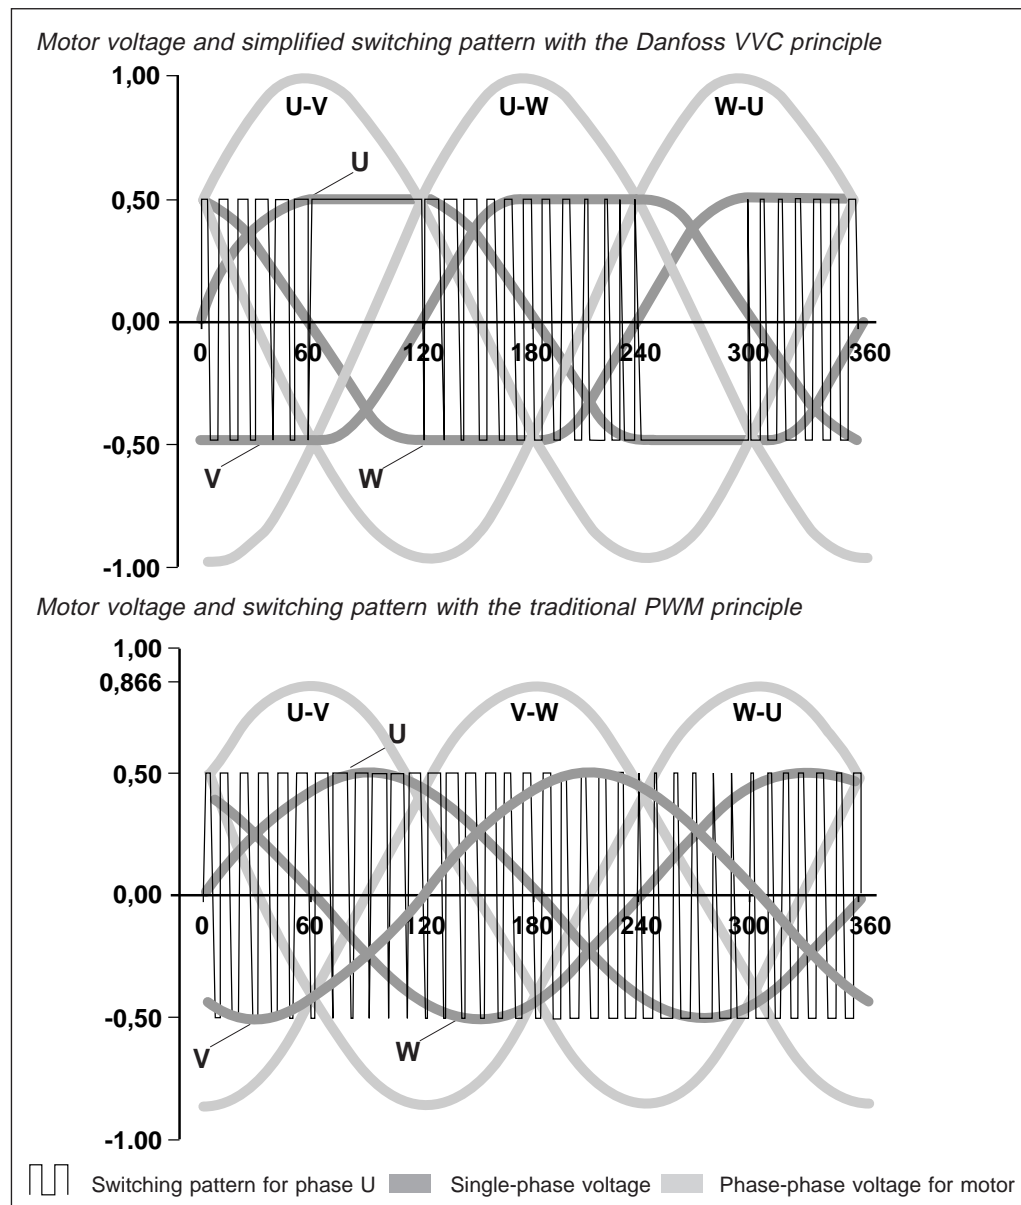 Motor voltage and simplified switching pattern with the Danfoss VVC principle
1,00
U-V
U-W
W-U
U
0,50
0,00
0
60
120
180
240
300
360
-0,50
V
W
-1.00
Motor voltage and switching pattern with the traditional PWM principle
1,00
0,866
U-V
V-W
W-U
U
0,50
0,00
0
60
120
180
240
300
360
-0,50
V
W
-1.00
Switching pattern for phase U Single-phase voltage Phase-phase voltage for motor